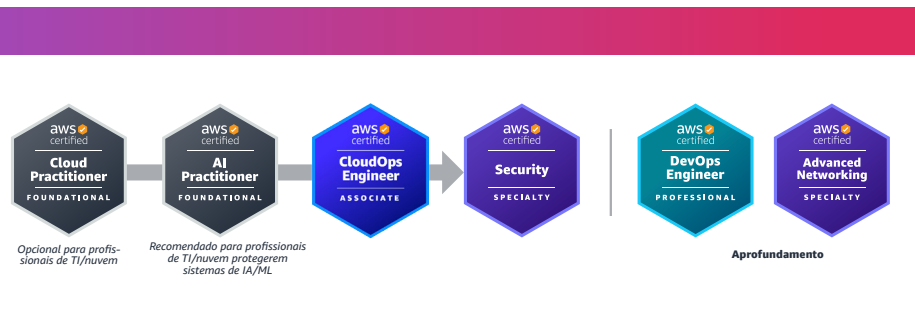 aws
certified
Cloud
Practitioner
FOUNDATIONAL
Opcional para profis-
sionais de TI/nuvem
aws
certified
AI
Practitioner
FOUNDATIONAL
Recomendado para profissionais
de TI/nuvem protegerem
sistemas de IA/ML
aws
certified
CloudOps
Engineer
ASSOCIATE
aws
certified
Security
SPECIALTY
aws
certified
DevOps
Engineer
PROFESSIONAL
aws
certified
Advanced
Networking
SPECIALTY
Aprofundamento